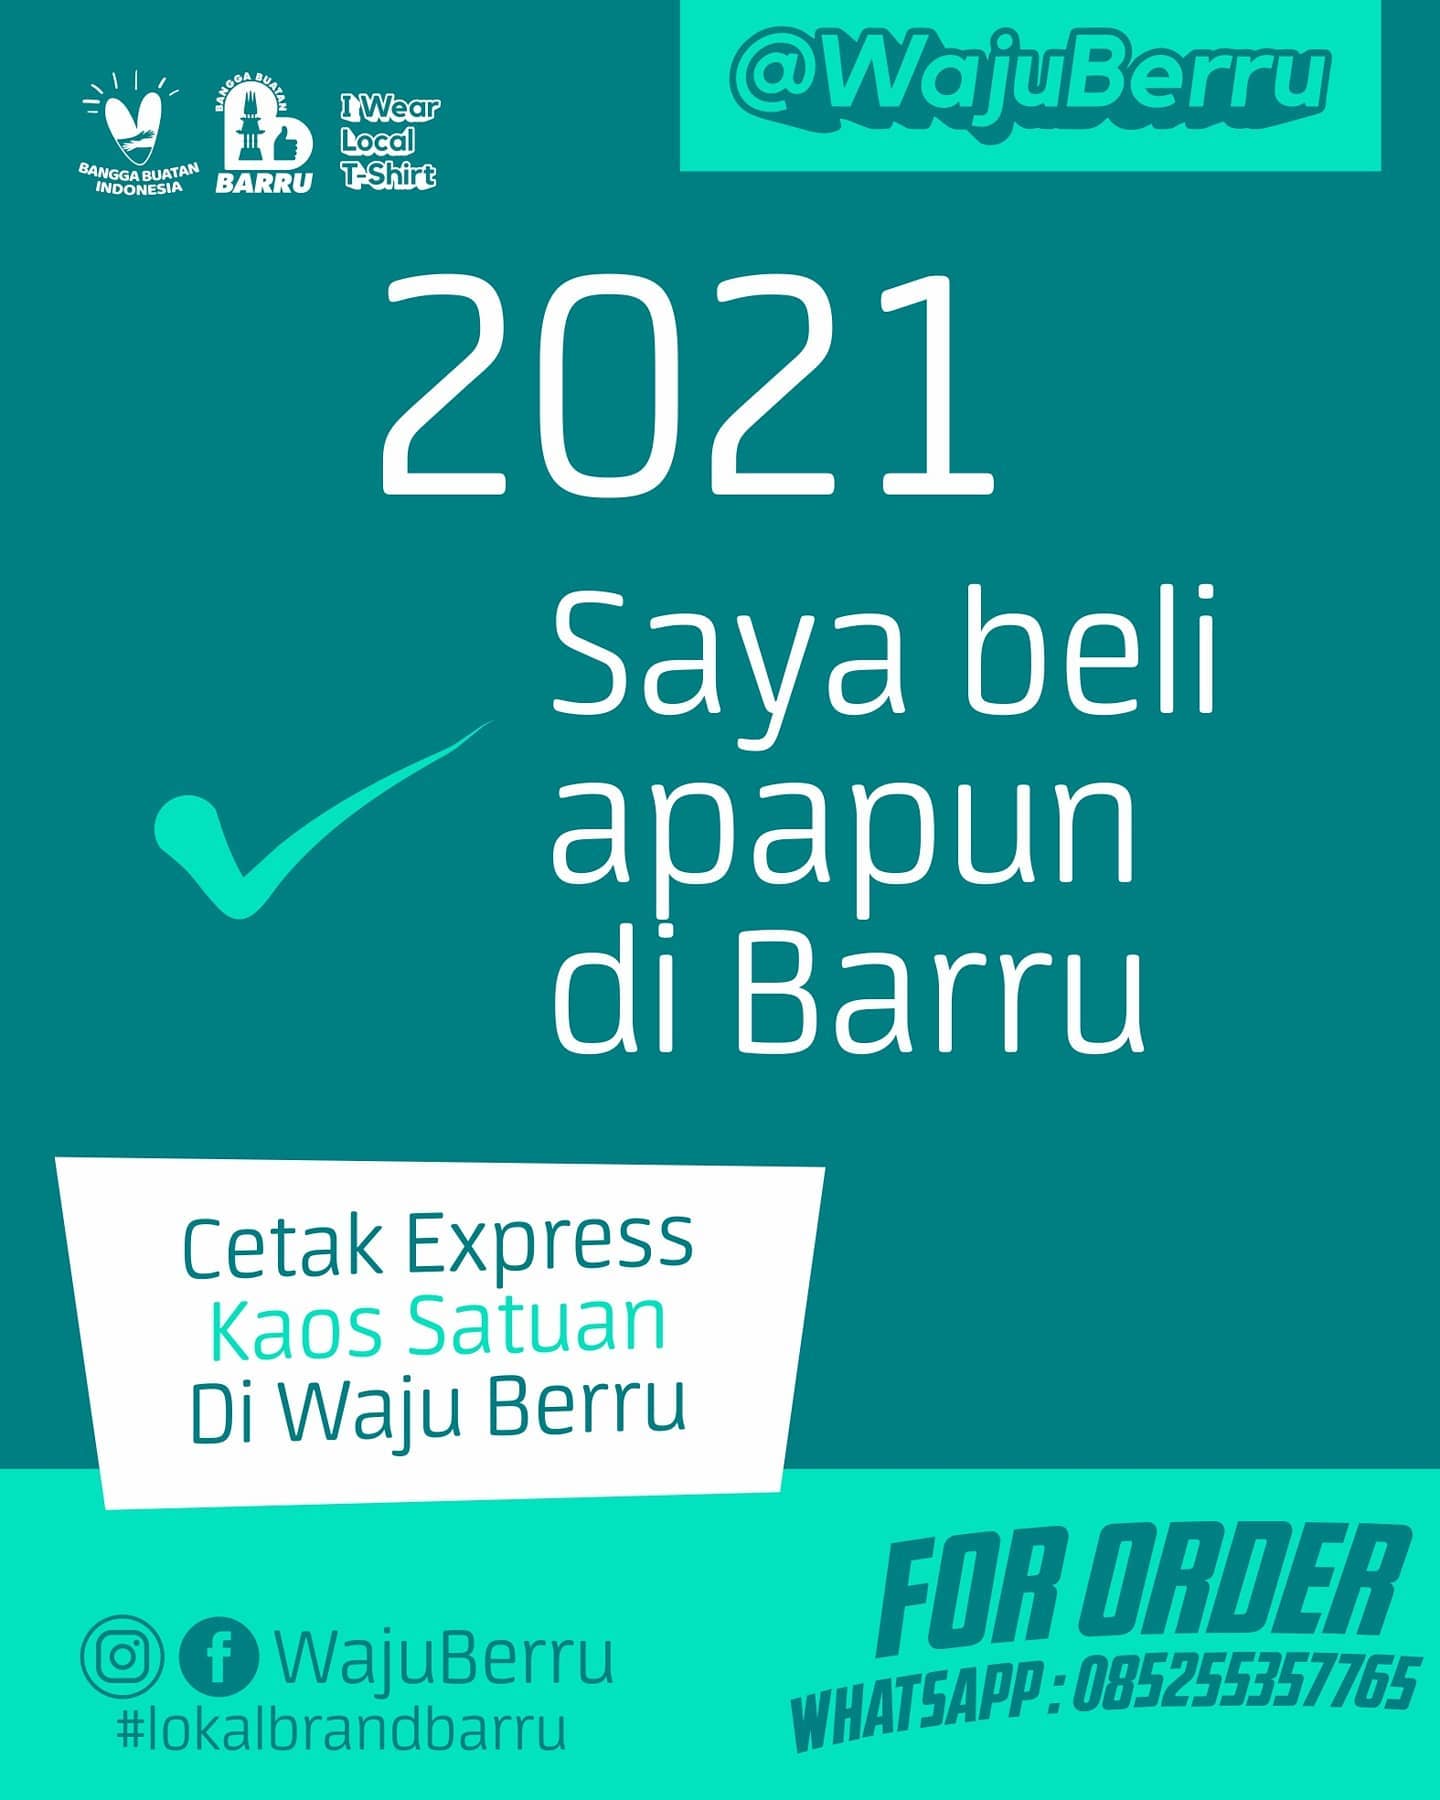 @WajuBerru
BANGGA BUATAN
INDONESIA
BANGGA BUATAN
BARRU
I Wear
Local
T-Shirt
2021
Saya beli
apapun
di Barru
Cetak Express
Kaos Satuan
Di Waju Berru
FOR ORDER
WHATSAPP : 085255357765
WajuBerru
#lokalbrandbarru